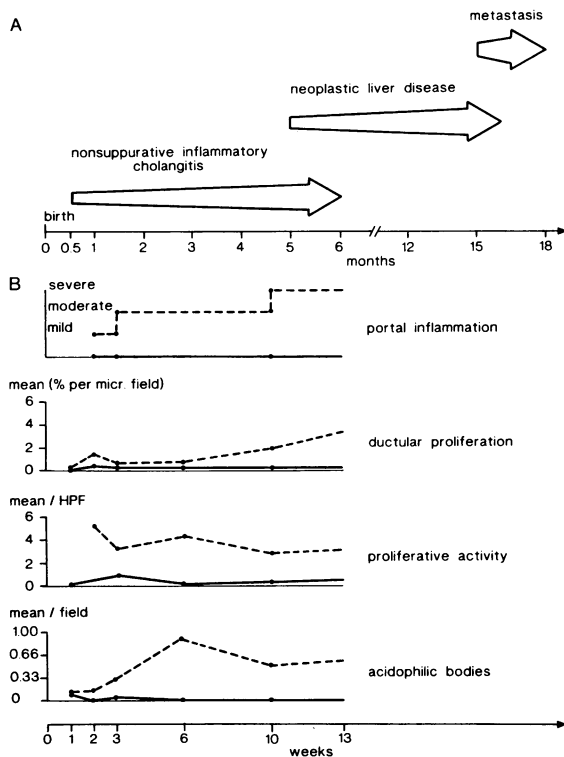 A
metastasis
neoplastic liver disease
nonsuppurative inflammatory
cholangitis
birth
0 0.5 1 2 3 4 5 6 12 15 18
months
B
severe
moderate
mild
portal inflammation
mean (% per micr. field)
6
4
2
0
ductular proliferation
mean / HPF
6
4
2
0
proliferative activity
mean / field
1.00
0.66
0.33
0
acidophilic bodies
0 1 2 3 6 10 13
weeks